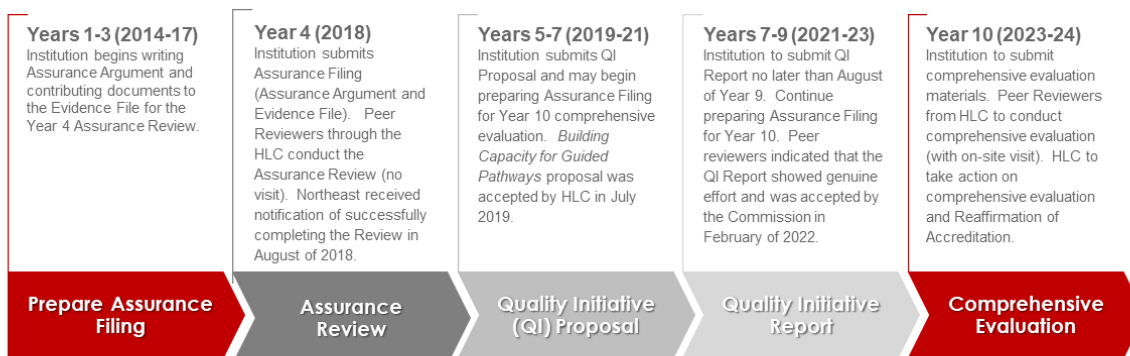 Years 1-3 (2014-17)
Institution begins writing
Assurance Argument and
contributing documents to
the Evidence File for the
Year 4 Assurance Review.
Year 4 (2018)
Institution submits
Assurance Filing
(Assurance Argument and
Evidence File).  Peer
Reviewers through the
HLC conduct the
Assurance Review (no
visit).  Northeast received
notification of successfully
completing the Review in
August of 2018.
Years 5-7 (2019-21)
Institution submits QI
Proposal and may begin
preparing Assurance Filing
for Year 10 comprehensive
evaluation.  Building
Capacity for Guided
Pathways proposal was
accepted by HLC in July
2019.
Years 7-9 (2021-23)
Institution to submit QI
Report no later than August
of Year 9.  Continue
preparing Assurance Filing
for Year 10.  Peer
reviewers indicated that the
QI Report showed genuine
effort and was accepted by
the Commission in
February of 2022.
Year 10 (2023-24)
Institution to submit
comprehensive evaluation
materials.  Peer Reviewers
from HLC to conduct
comprehensive evaluation
(with on-site visit).  HLC to
take action on
comprehensive evaluation
and Reaffirmation of
Accreditation.
Prepare Assurance
Filing
Assurance
Review
Quality Initiative
(QI) Proposal
Quality Initiative
Report
Comprehensive
Evaluation